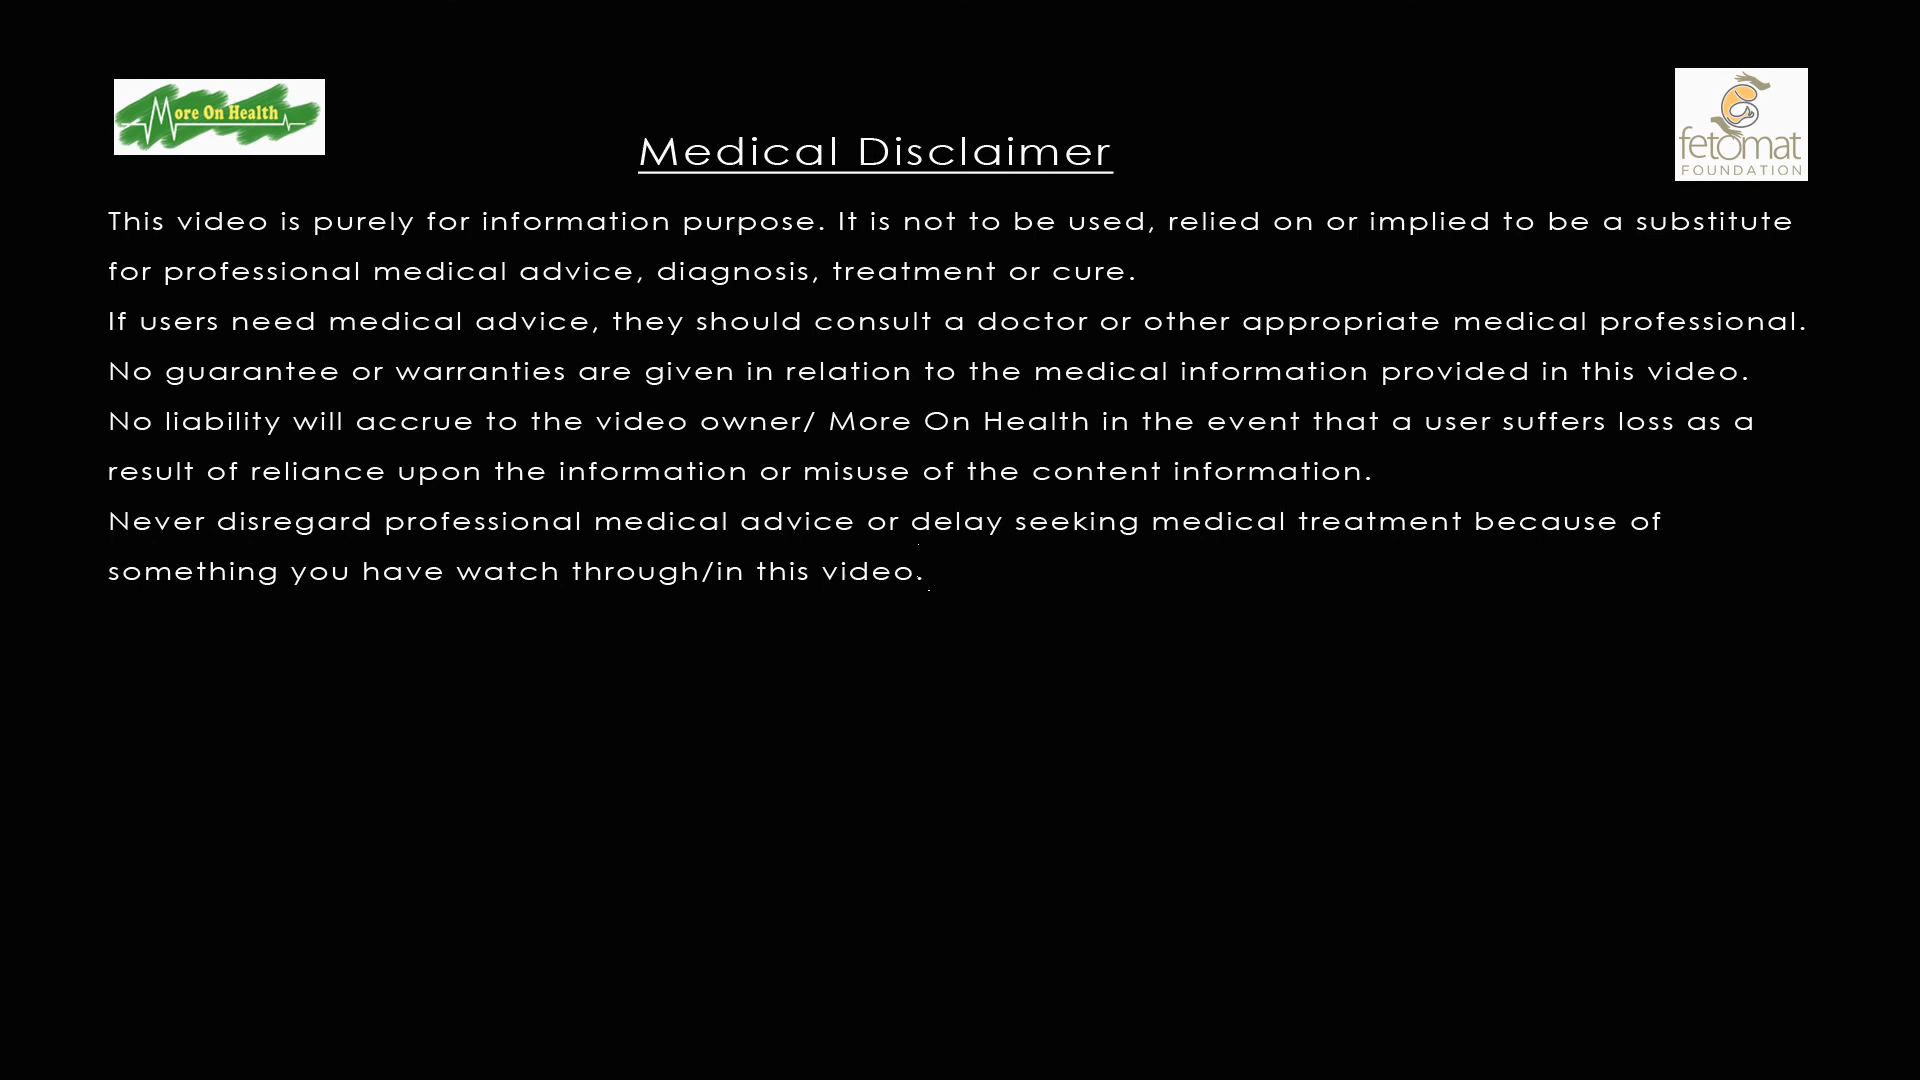 More On Health
fetomat
FOUNDATION
Medical Disclaimer
This video is purely for information purpose. It is not to be used, relied on or implied to be a substitute
for professional medical advice, diagnosis, treatment or cure.
If users need medical advice, they should consult a doctor or other appropriate medical professional.
No guarantee or warranties are given in relation to the medical information provided in this video.
No liability will accrue to the video owner/ More On Health in the event that a user suffers loss as a
result of reliance upon the information or misuse of the content information.
Never disregard professional medical advice or delay seeking medical treatment because of
something you have watch through/in this video.